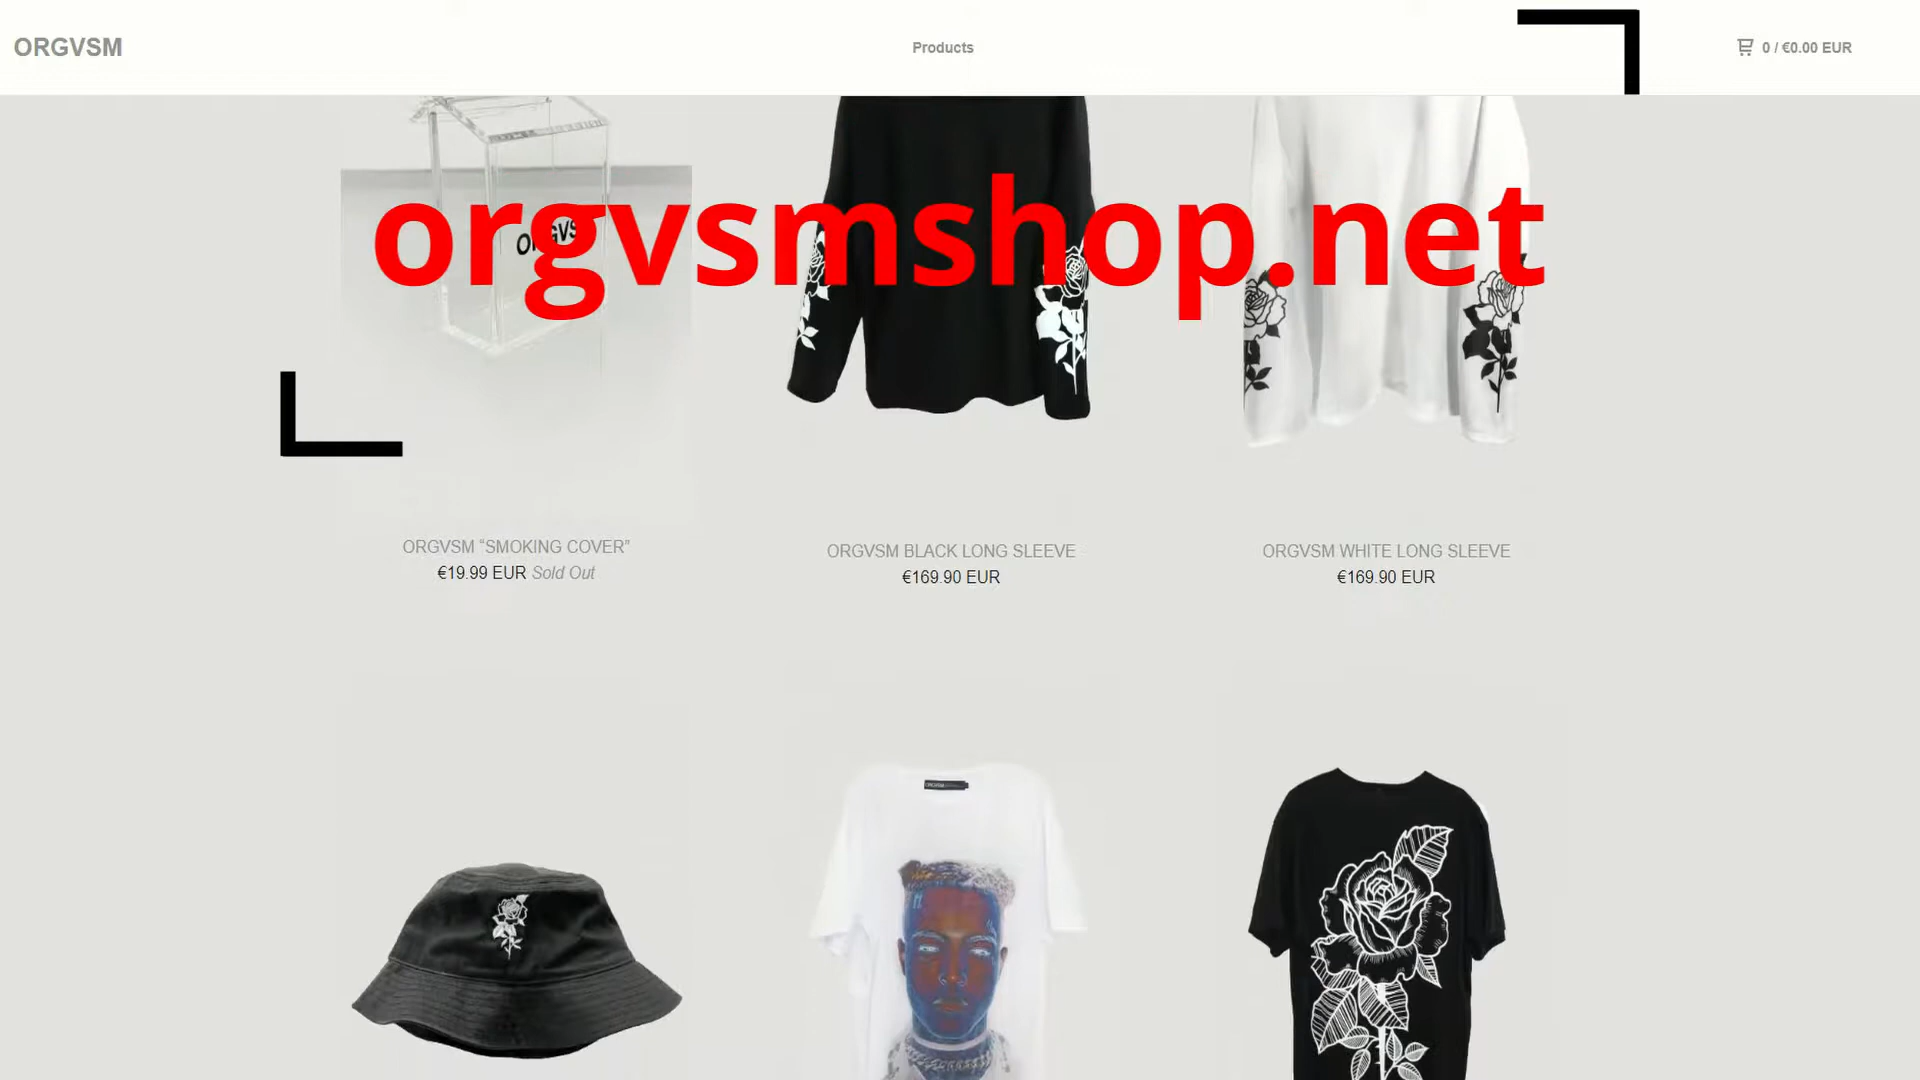 ORGVSM
Products
0 / €0.00 EUR
orgvsmshop.net
ORGVSM “SMOKING COVER”
€19.99 EUR Sold Out
ORGVSM BLACK LONG SLEEVE
€169.90 EUR
ORGVSM WHITE LONG SLEEVE
€169.90 EUR